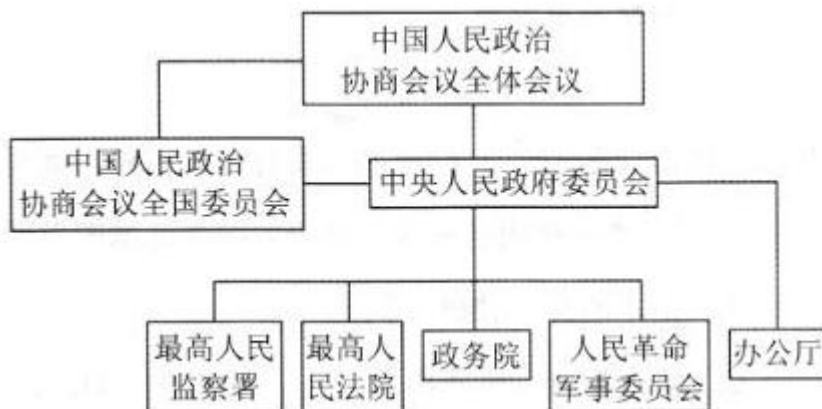 中国人民政治
协商会议全体会议
中国人民政治
协商会议全国委员会
中央人民政府委员会
最高人民
监察署
最高人
民法院
政务院
人民革命
军事委员会
办公厅